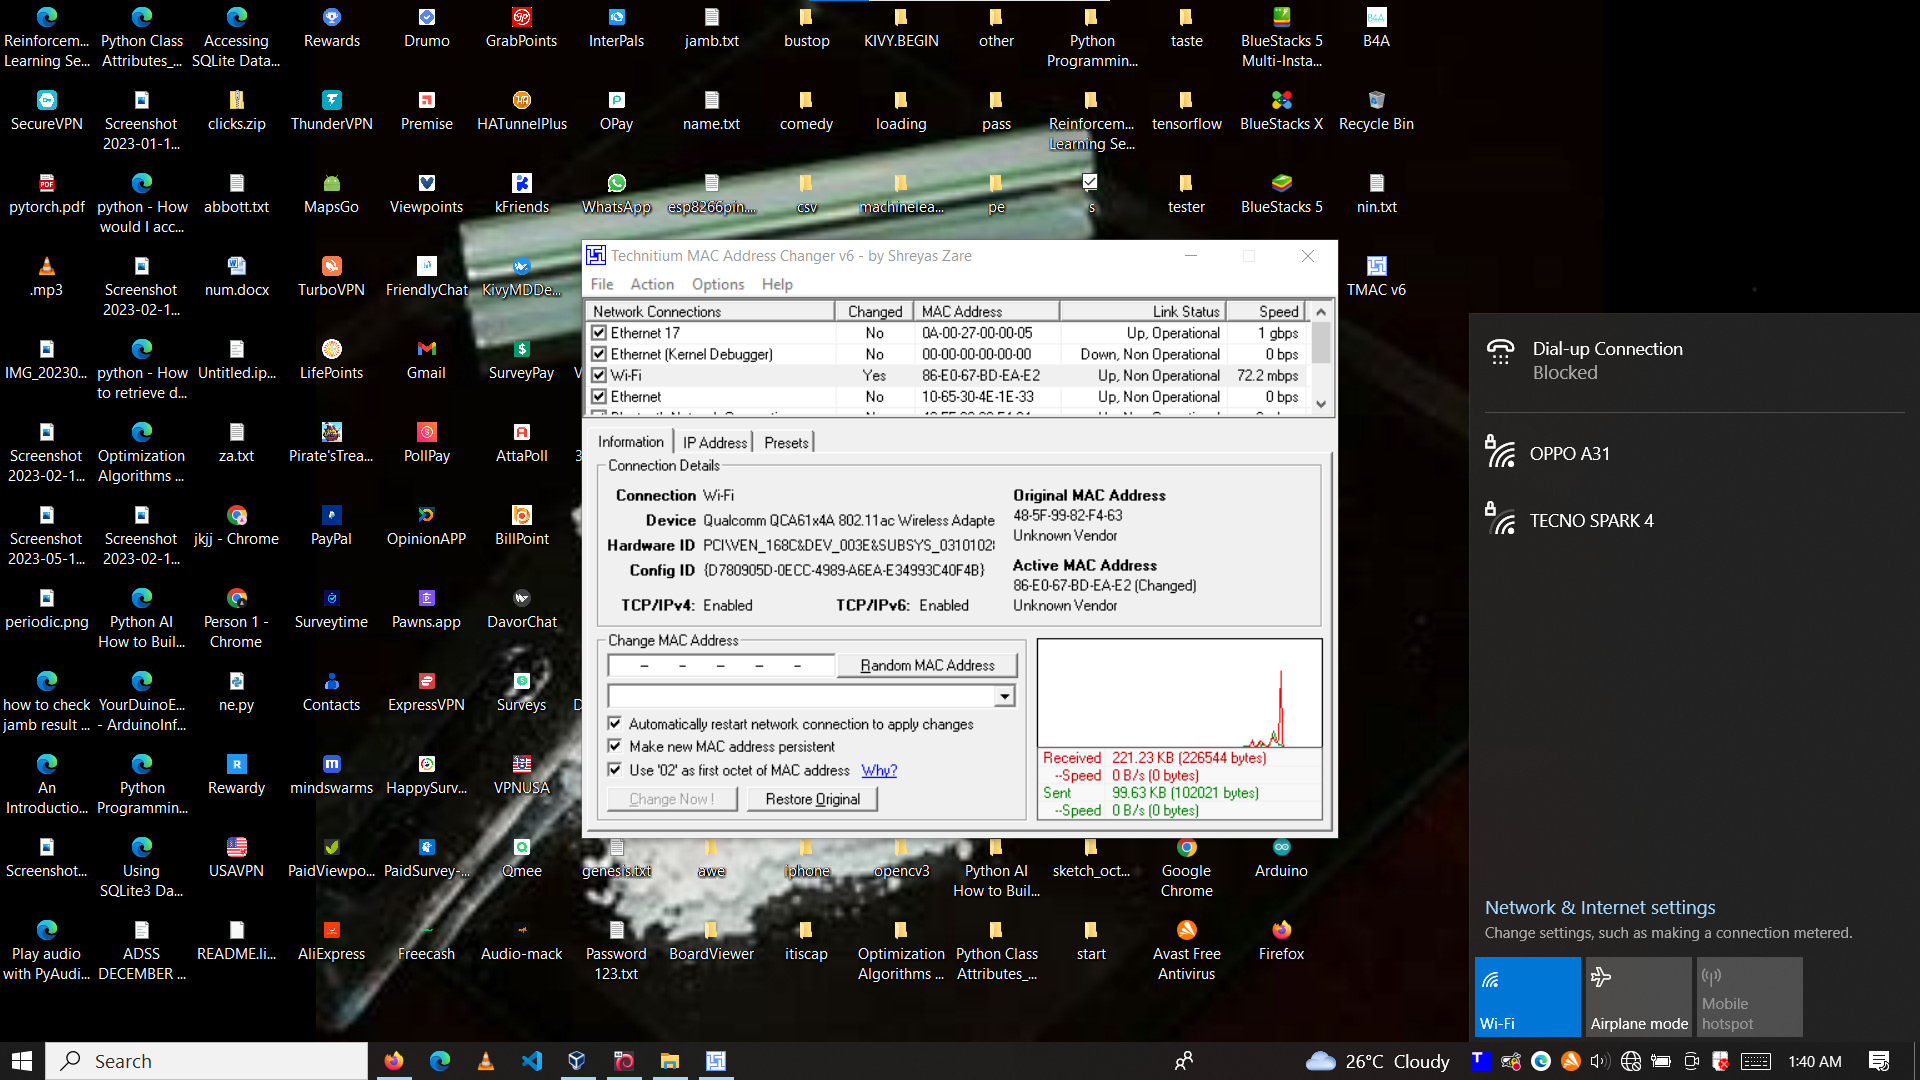 Reinforcem...
Learning Se...
Python Class
Attributes_...
Accessing
SQLite Data...
Rewards
Drumo
GrabPoints
InterPals
jamb.txt
bustop
KIVY.BEGIN
other
Python
Programmin...
taste
BlueStacks 5
Multi-Insta...
B4A
SecureVPN
Screenshot
2023-01-1...
clicks.zip
ThunderVPN
Premise
HATunnelPlus
OPay
name.txt
comedy
loading
pass
Reinforcem...
Learning Se...
tensorflow
BlueStacks X
Recycle Bin
pytorch.pdf
python - How
would I acc...
abbott.txt
MapsGo
Viewpoints
kFriends
WhatsApp
esp8266pin....
csv
machinelea...
pe
s
tester
BlueStacks 5
nin.txt
.mp3
Screenshot
2023-02-1...
num.docx
TurboVPN
FriendlyChat
KivyMDDe...
TMAC v6
IMG_20230...
python - How
to retrieve d...
Untitled.ip...
LifePoints
Gmail
SurveyPay
Screenshot
2023-02-1...
Optimization
Algorithms ...
za.txt
Pirate'sTrea...
PollPay
AttaPoll
Screenshot
2023-05-1...
Screenshot
2023-02-1...
jkjj - Chrome
PayPal
OpinionAPP
BillPoint
periodic.png
Python AI
How to Buil...
Person 1 -
Chrome
Surveytime
Pawns.app
DavorChat
how to check
jamb result ...
YourDuinoE...
- ArduinoInf...
ne.py
Contacts
ExpressVPN
Surveys
An
Introductio...
Python
Programmin...
Rewardy
mindswarms
HappySurv...
VPNUSA
Screenshot...
Using
SQLite3 Da...
USAVPN
PaidViewpo...
PaidSurvey-...
Qmee
genesis.txt
awe
iphone
opencv3
Python AI
How to Buil...
sketch_oct...
Google
Chrome
Arduino
Play audio
with PyAudi...
ADSS
DECEMBER ...
README.li...
AliExpress
Freecash
Audio-mack
Password
123.txt
BoardViewer
itiscap
Optimization
Algorithms ...
Python Class
Attributes_...
start
Avast Free
Antivirus
Firefox
Technitium MAC Address Changer v6 - by Shreyas Zare
File Action Options Help
Network Connections Changed MAC Address Link Status Speed
Ethernet 17 No 0A-00-27-00-00-05 Up, Operational 1 gbps
Ethernet (Kernel Debugger) No 00-00-00-00-00-00 Down, Non Operational 0 bps
Wi-Fi Yes 86-E0-67-BD-EA-E2 Up, Non Operational 72.2 mbps
Ethernet No 10-65-30-4E-1E-33 Up, Non Operational 0 bps
Information IP Address Presets
Connection Details
Connection Wi-Fi
Device Qualcomm QCA61x4A 802.11ac Wireless Adapte
Hardware ID PCI\VEN_168C&DEV_003E&SUBSYS_0310102
Config ID {D780905D-0ECC-4989-A6EA-E34993C40F4B}
TCP/IPv4: Enabled TCP/IPv6: Enabled
Original MAC Address
48-5F-99-82-F4-63
Unknown Vendor
Active MAC Address
86-E0-67-BD-EA-E2 (Changed)
Unknown Vendor
Change MAC Address
- - - - - Random MAC Address
Automatically restart network connection to apply changes
Make new MAC address persistent
Use '02' as first octet of MAC address Why?
Change Now ! Restore Original
Received 221.23 KB (226544 bytes)
--Speed 0 B/s (0 bytes)
Sent 99.63 KB (102021 bytes)
--Speed 0 B/s (0 bytes)
Dial-up Connection
Blocked
OPPO A31
TECNO SPARK 4
Network & Internet settings
Change settings, such as making a connection metered.
Wi-Fi
Airplane mode
Mobile
hotspot
Search
26°C Cloudy
1:40 AM